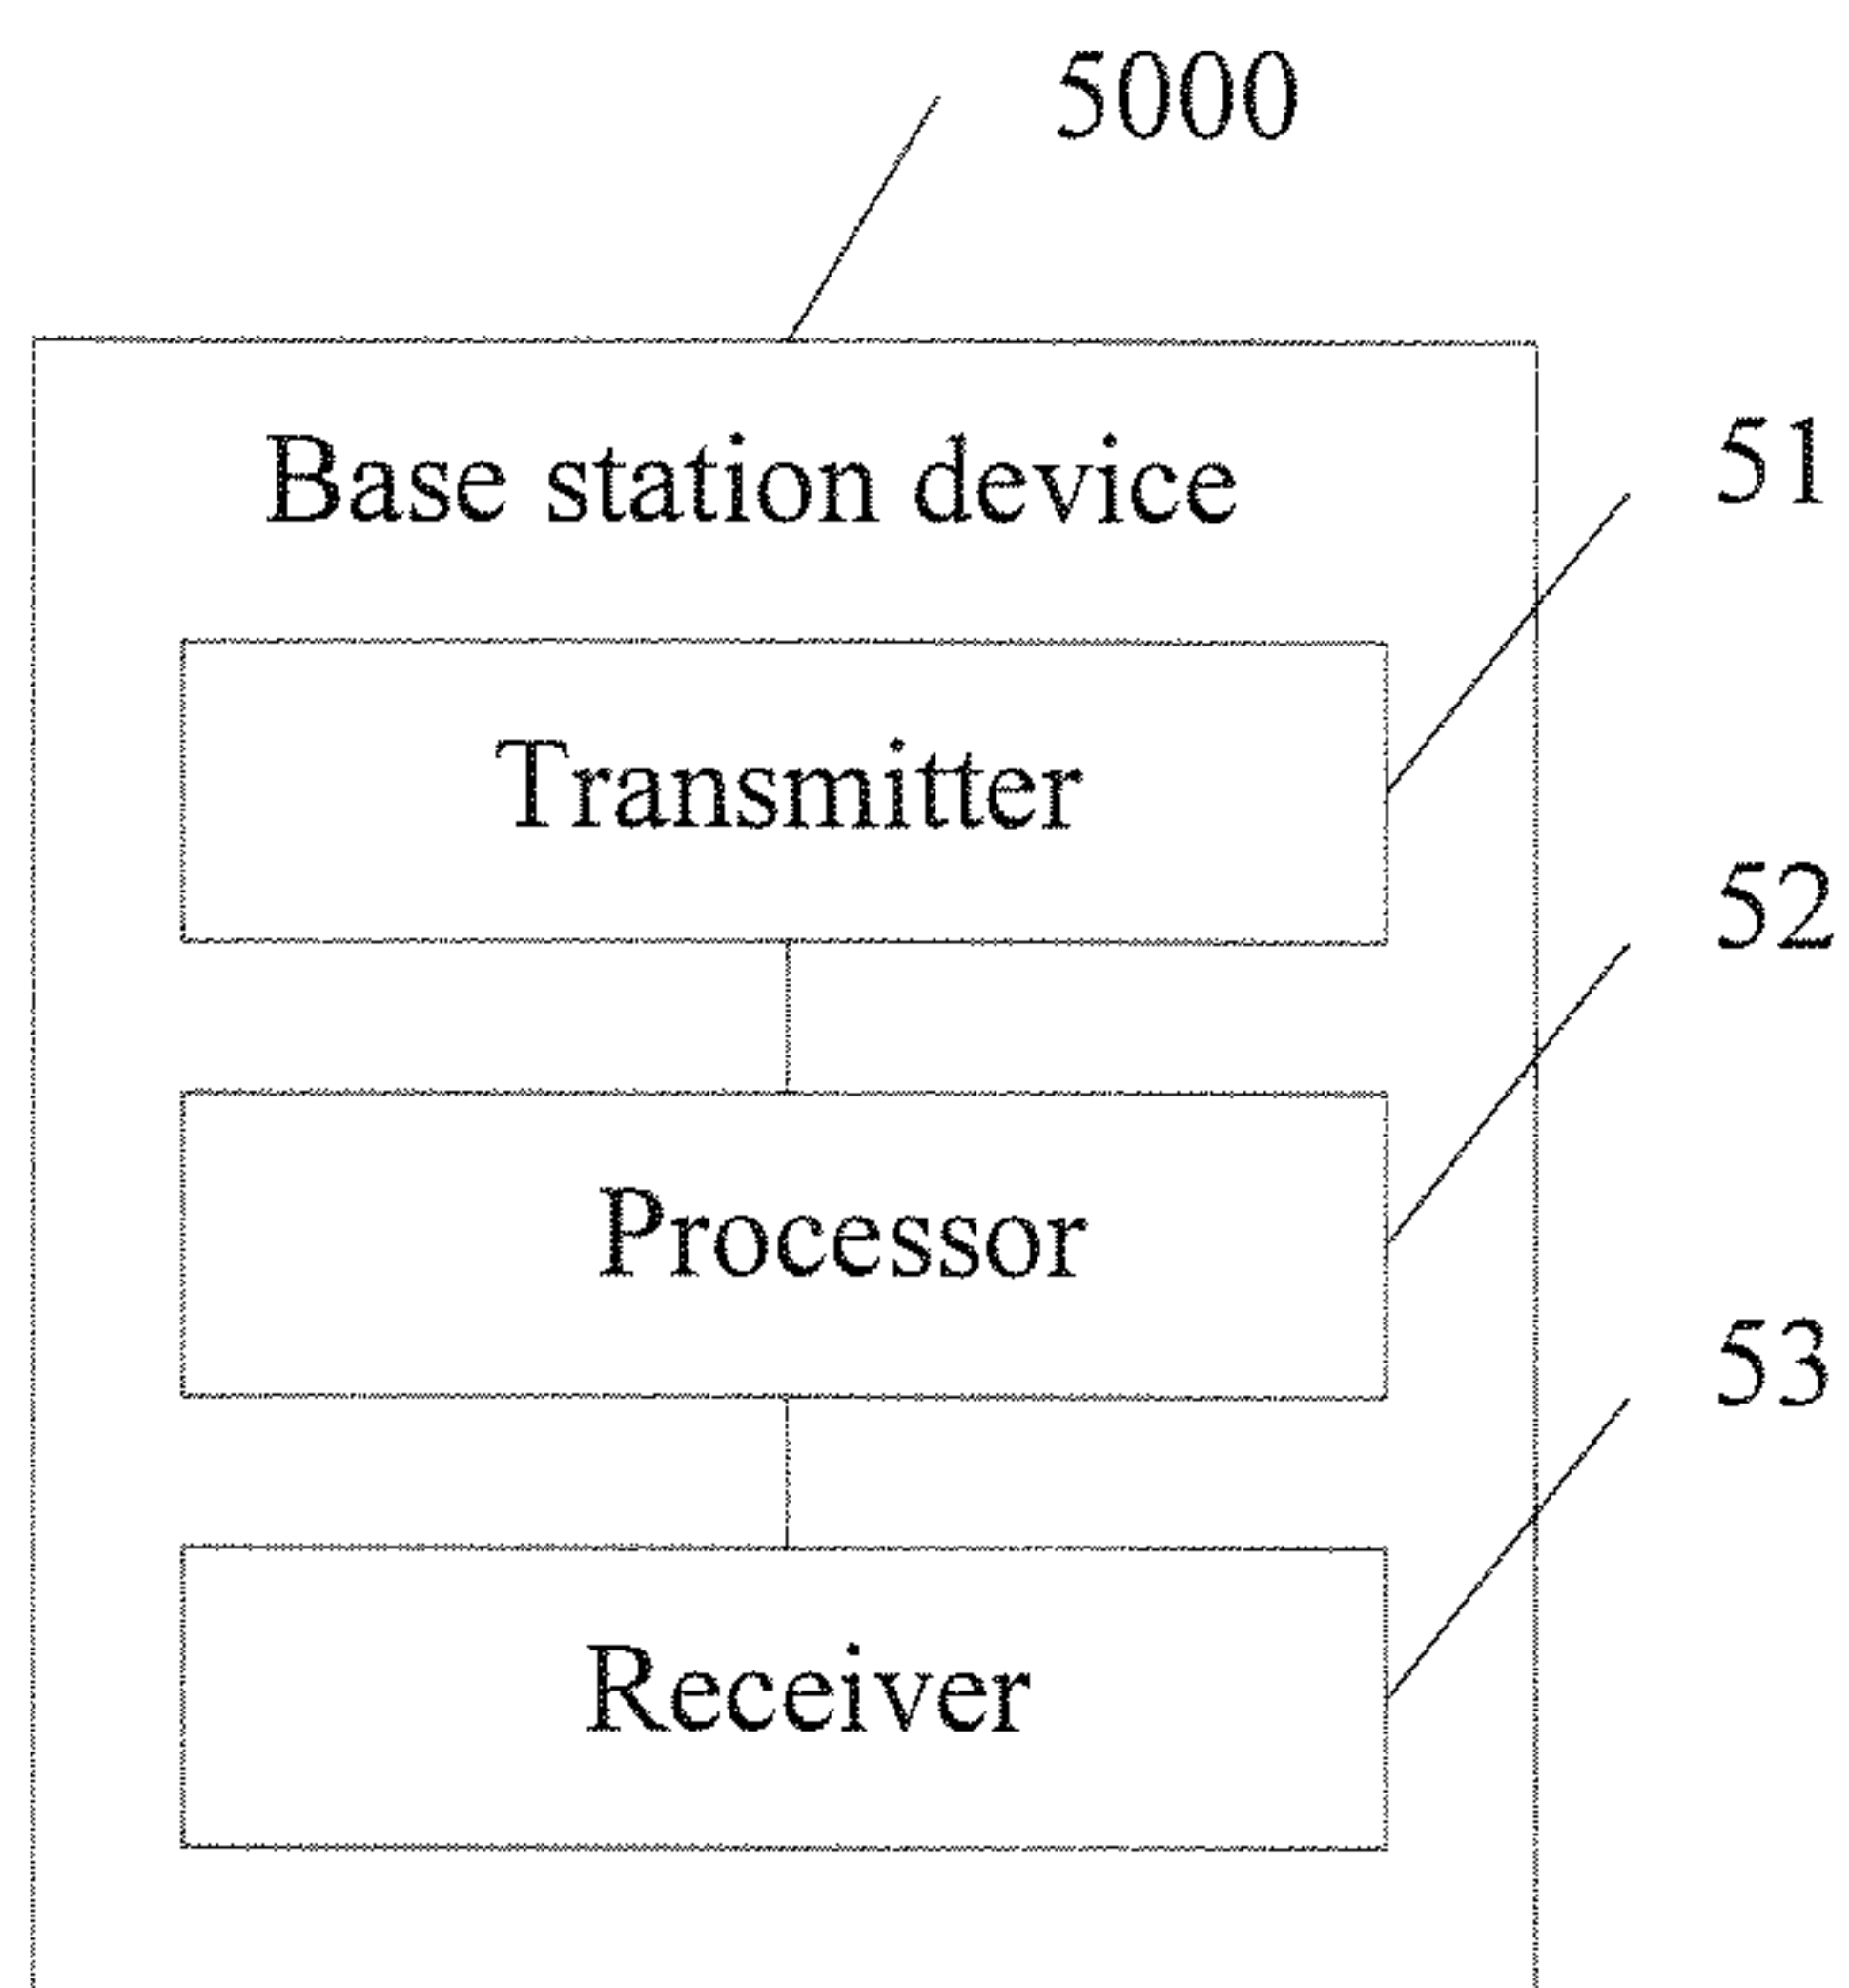 5000
Base station device
51
Transmitter
52
Processor
53
Receiver